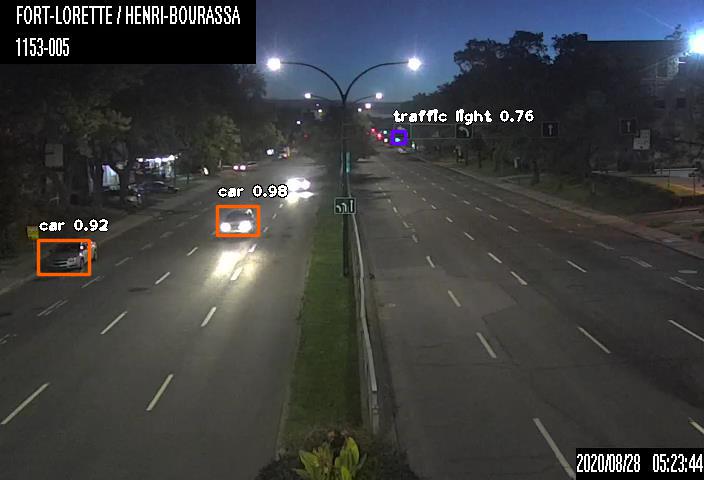 FORT-LORETTE / HENRI-BOURASSA
1153-005
traffic light 0.76
car 0.98
car 0.92
2020/08/28 05:23:44